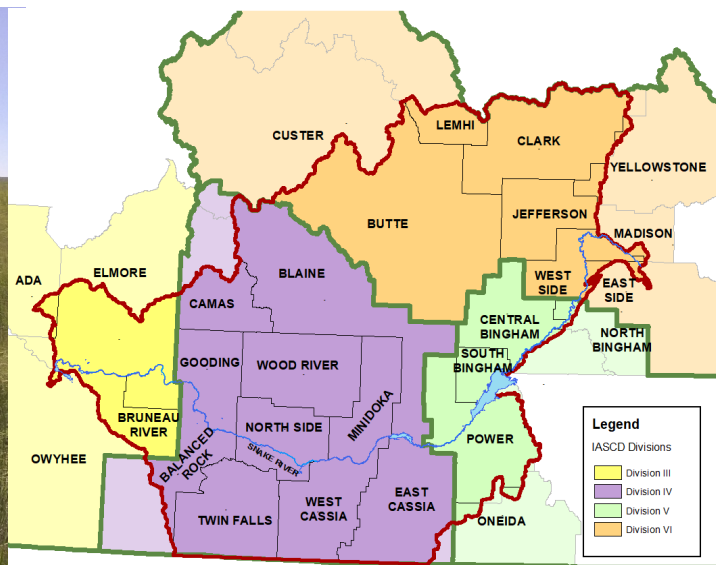 CUSTER
LEMHI
CLARK
YELLOWSTONE
BUTTE
JEFFERSON
MADISON
ADA
ELMORE
BLAINE
WEST
SIDE
EAST
SIDE
CAMAS
CENTRAL
BINGHAM
NORTH
BINGHAM
GOODING
WOOD RIVER
SOUTH
BINGHAM
MINIDOKA
BRUNEAU
RIVER
NORTH SIDE
SNAKE RIVER
POWER
OWYHEE
BALANCED
ROCK
TWIN FALLS
WEST
CASSIA
EAST
CASSIA
ONEIDA
Legend
IASCD Divisions
Division III
Division IV
Division V
Division VI